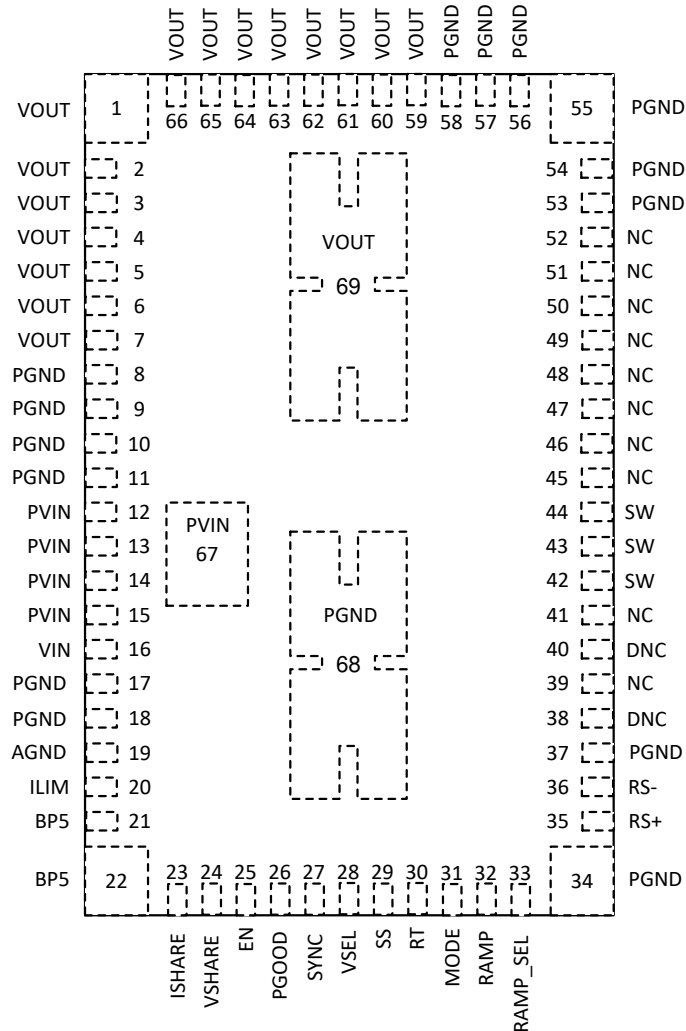 VOUT VOUT VOUT VOUT VOUT VOUT VOUT VOUT PGND PGND PGND
66 65 64 63 62 61 60 59 58 57 56
VOUT 1 55 PGND
VOUT 2 54 PGND
VOUT 3 53 PGND
VOUT 4 52 NC
VOUT 5 51 NC
VOUT 6 50 NC
VOUT 7 49 NC
PGND 8 48 NC
PGND 9 47 NC
PGND 10 46 NC
PGND 11 45 NC
PVIN 12 44 SW
PVIN 13 43 SW
PVIN 14 42 SW
PVIN 15 41 NC
VIN 16 40 DNC
PGND 17 39 NC
PGND 18 38 DNC
AGND 19 37 PGND
ILIM 20 36 RS-
BP5 21 35 RS+
BP5 22 34 PGND
VOUT
69
PVIN
67
PGND
68
23 24 25 26 27 28 29 30 31 32 33
ISHARE VSHARE EN PGOOD SYNC VSEL SS RT MODE RAMP RAMP_SEL